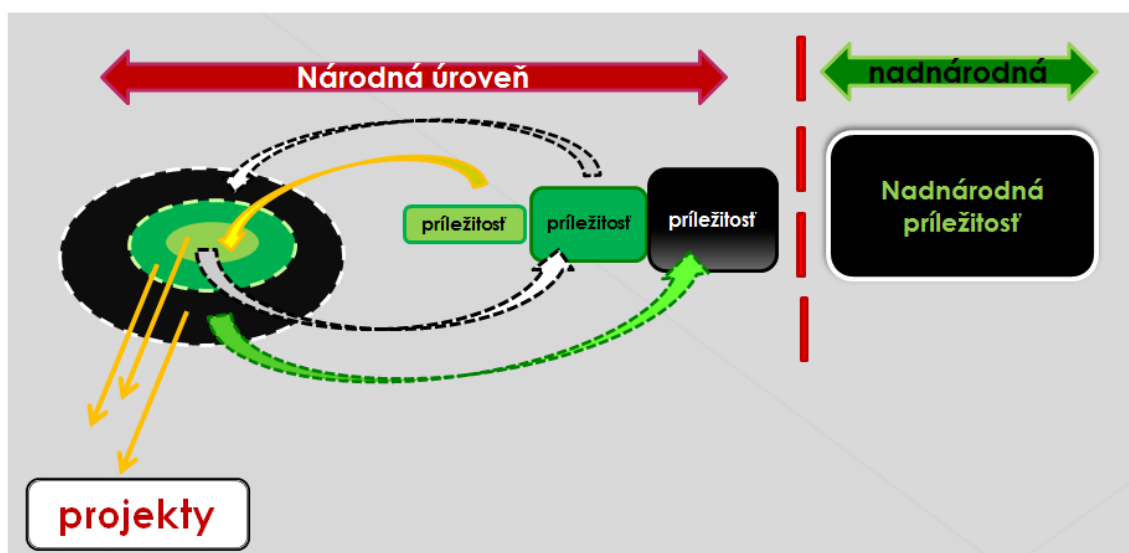 Národná úroveň
nadnárodná
príležitosť
príležitosť
príležitosť
Nadnárodná
príležitosť
projekty